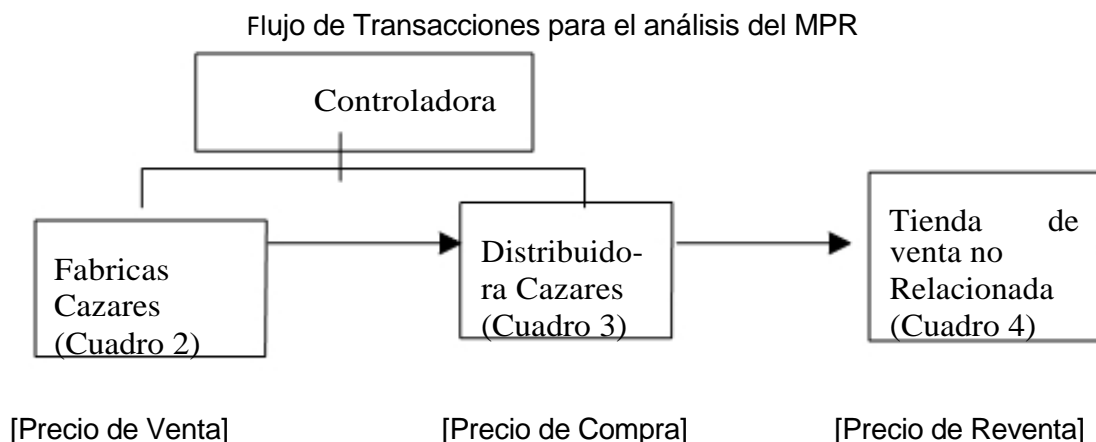 Flujo de Transacciones para el análisis del MPR
Controladora
Fabricas
Cazares
(Cuadro 2)
Distribuido-
ra Cazares
(Cuadro 3)
Tienda de
venta no
Relacionada
(Cuadro 4)
[Precio de Venta]
[Precio de Compra]
[Precio de Reventa]